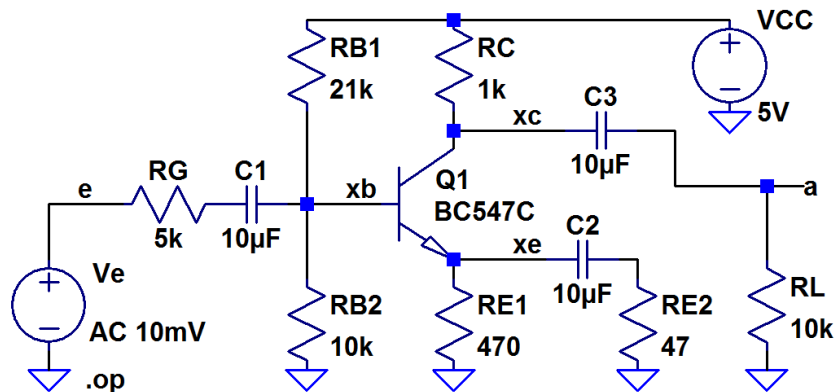 VCC
5V
RB1
21k
RC
1k
C3
10µF
xc
a
RG
5k
C1
10µF
e
xb
Q1
BC547C
xe
C2
10µF
Ve
AC 10mV
.op
RB2
10k
RE1
470
RE2
47
RL
10k